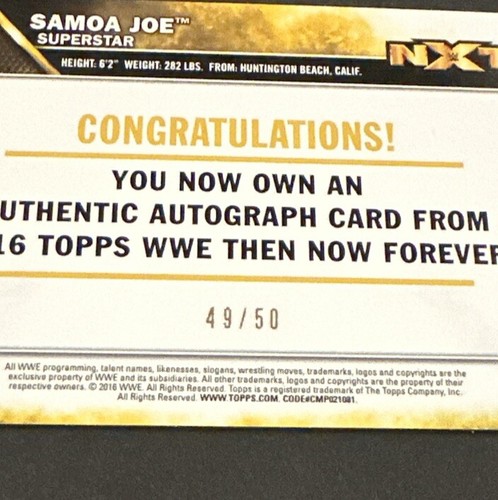 SAMOA JOE™
SUPERSTAR
HEIGHT: 6'2" WEIGHT: 282 LBS. FROM: HUNTINGTON BEACH, CALIF.
NXT
CONGRATULATIONS!
YOU NOW OWN AN
UTHENTIC AUTOGRAPH CARD FROM
16 TOPPS WWE THEN NOW FOREVER
49/50
All WWE programming, talent names, likenesses, slogans, wrestling moves, trademarks, logos and copyrights are the
exclusive property of WWE and its subsidiaries. All other trademarks, logos and copyrights are the property of their
respective owners. © 2016 WWE. All Rights Reserved. Topps is a registered trademark of The Topps Company, Inc.
All Rights Reserved. WWW.TOPPS.COM. CODE#CMP021081.